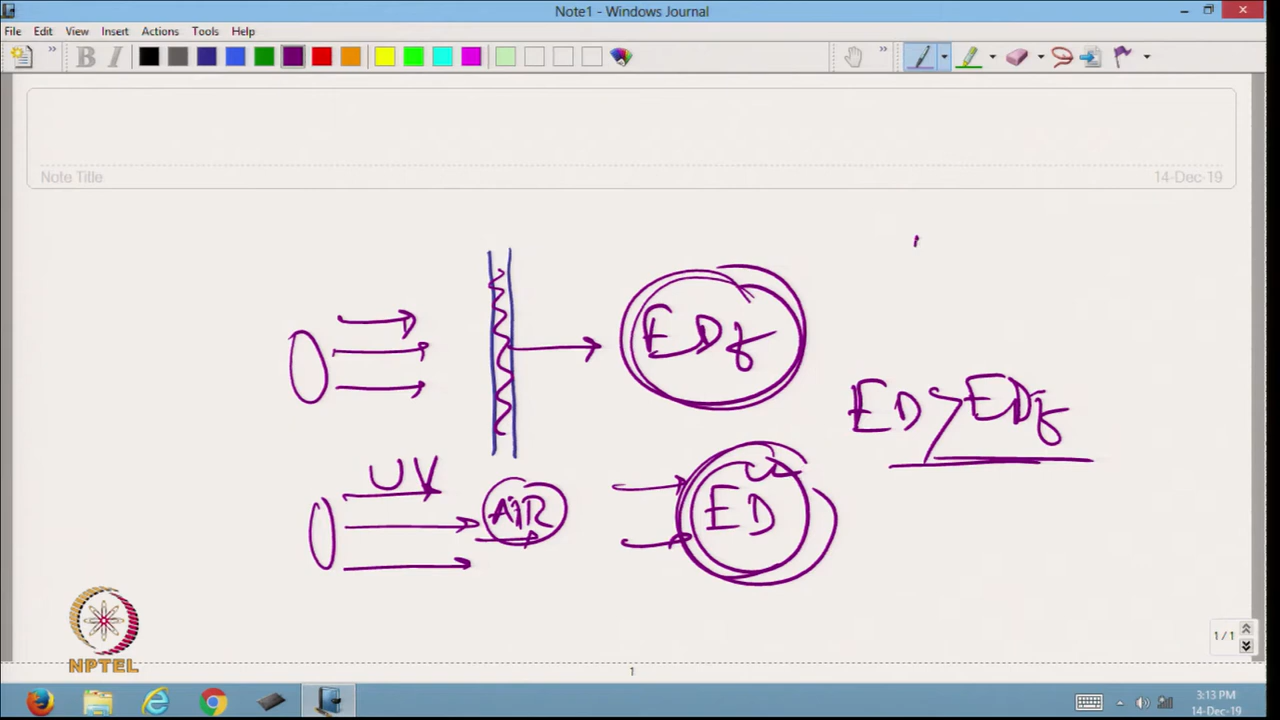 Note1 - Windows Journal
File Edit View Insert Actions Tools Help
B I
Note Title
14-Dec-19
EDf
ED > EDf
UV
AIR
ED
NPTEL
1 / 1
1
3:13 PM
14-Dec-19